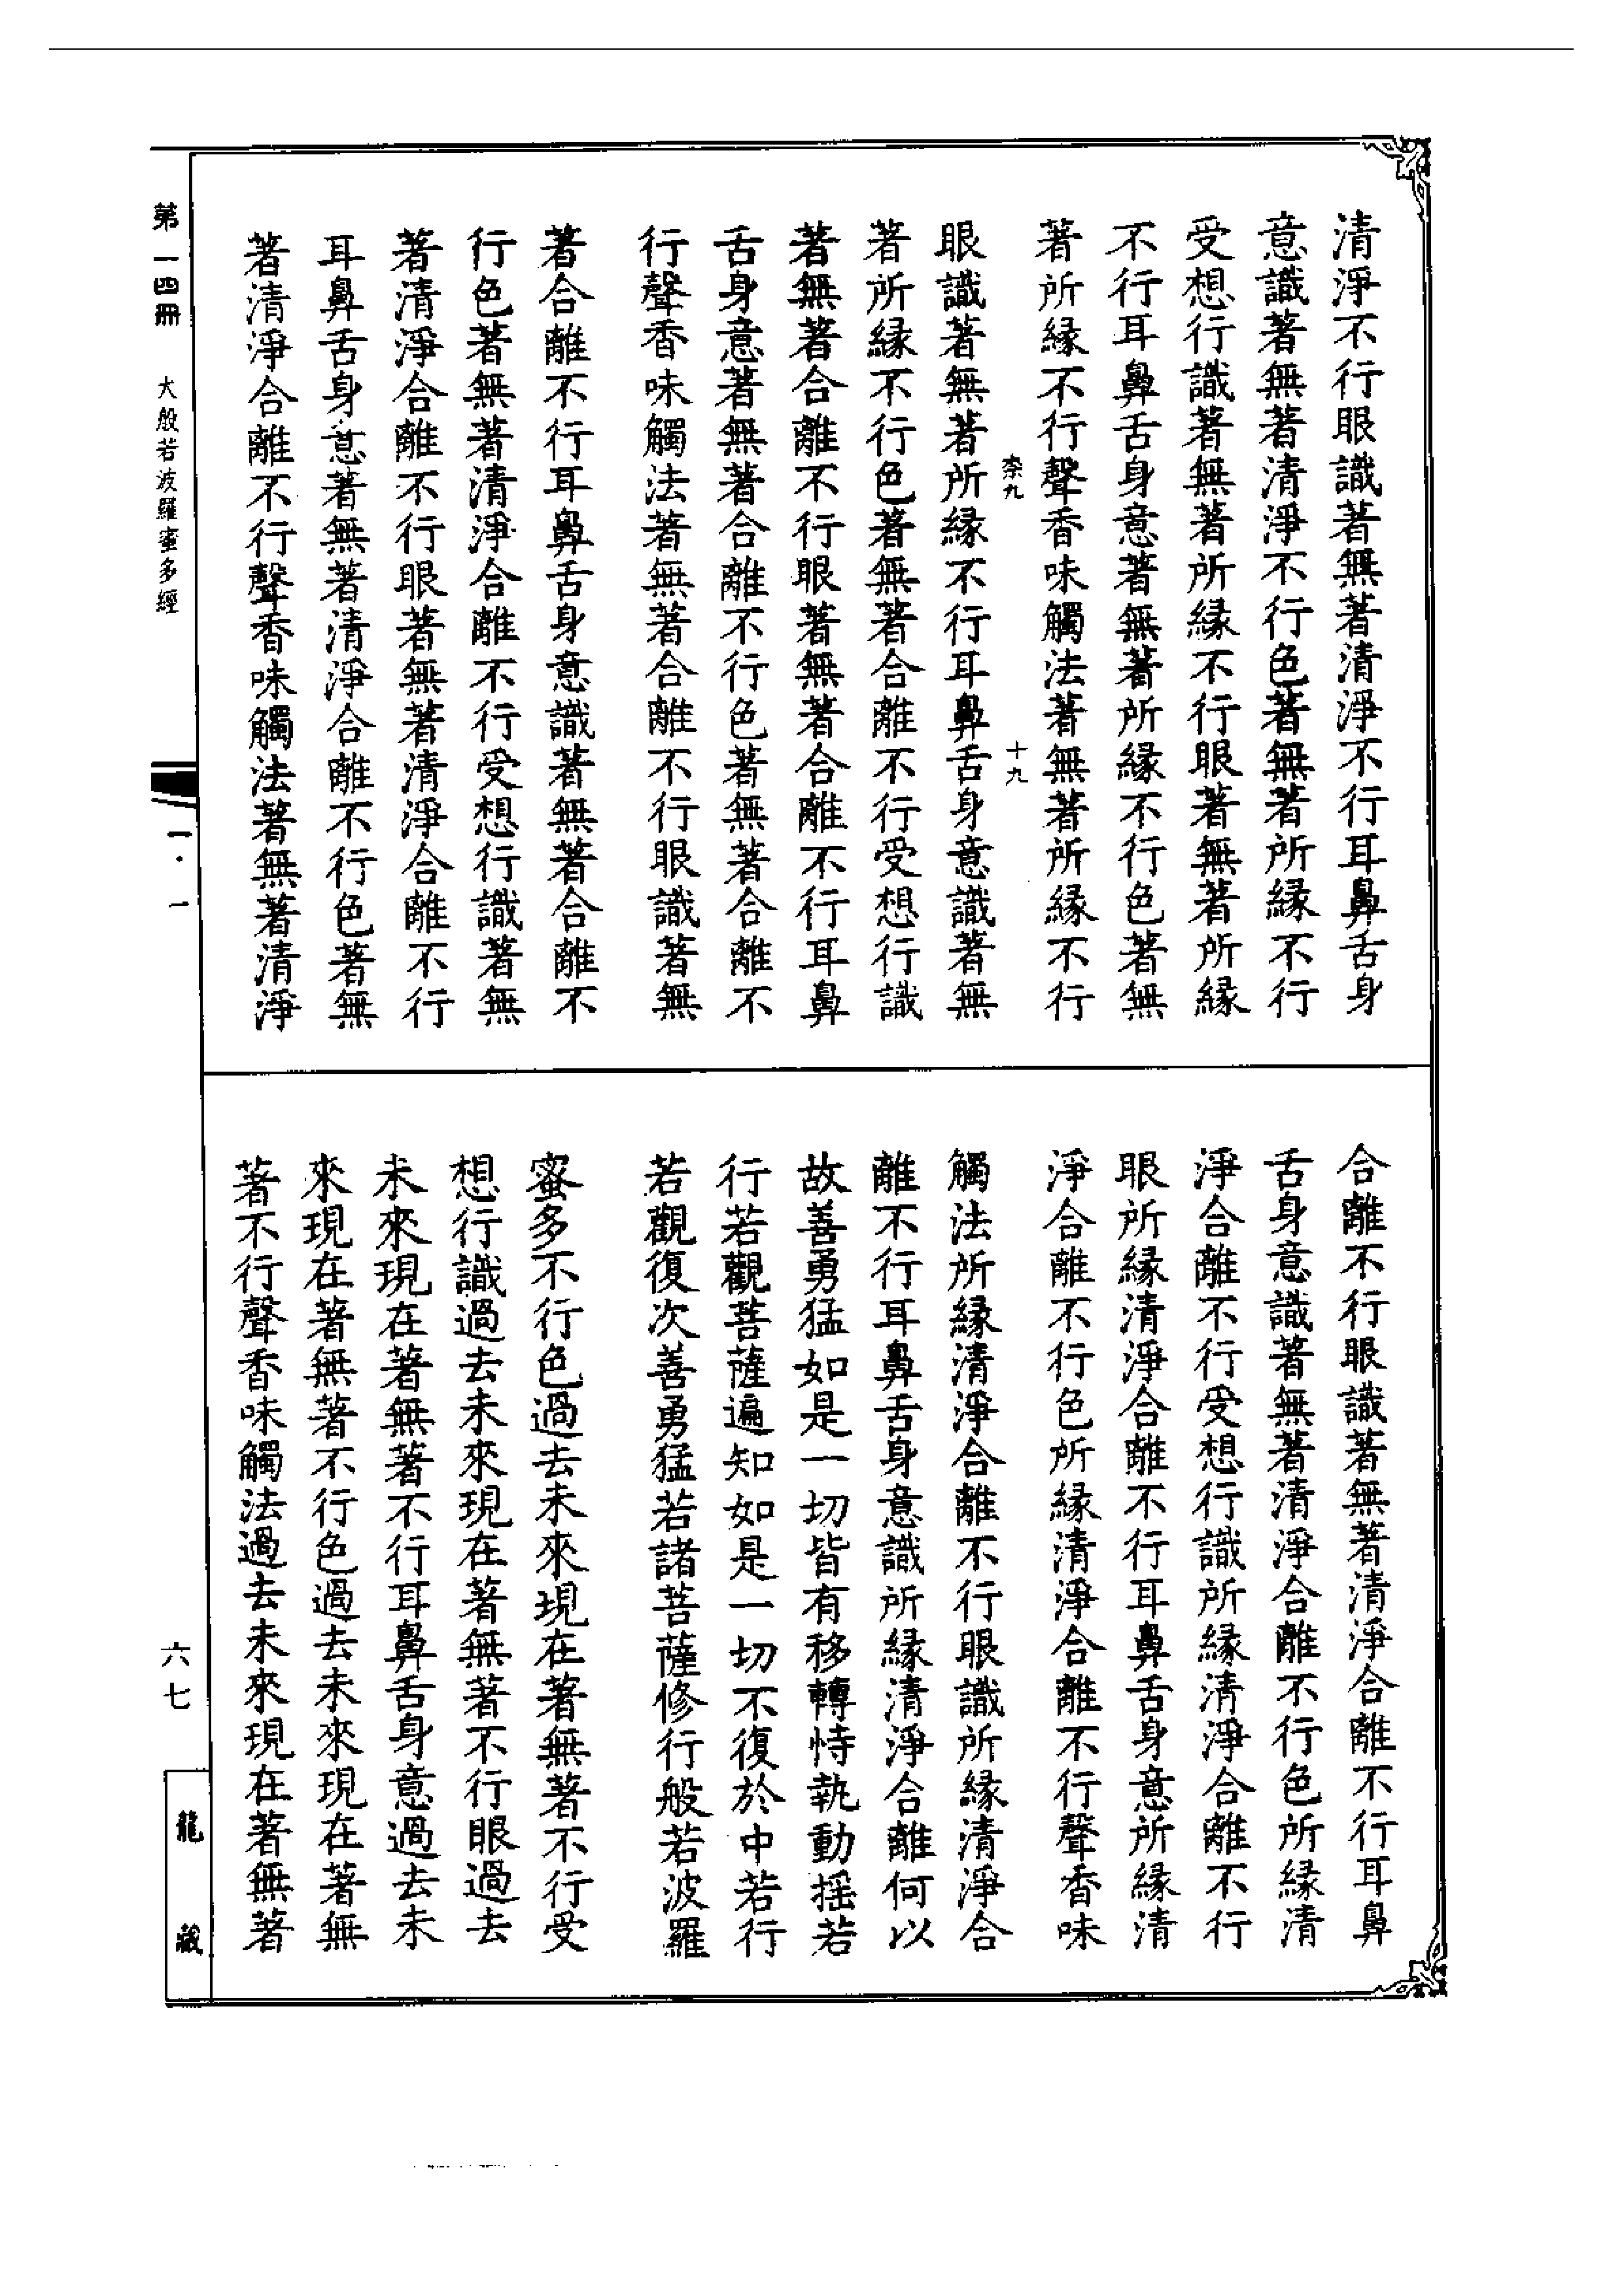 清淨不行眼識著無著清淨不行耳鼻舌身
意識著無著清淨不行色著無著所緣不行
受想行識著無著所緣不行眼著無著所緣
不行耳鼻舌身意著無著所緣不行色著無
著所緣不行聲香味觸法著無著所緣不行
柰九 十九
眼識著無著所緣不行耳鼻舌身意識著無
著所緣不行色著無著合離不行受想行識
著無著合離不行眼著無著合離不行耳鼻
舌身意著無著合離不行色著無著合離不
行聲香味觸法著無著合離不行眼識著無
著合離不行耳鼻舌身意識著無著合離不
行色著無著清淨合離不行受想行識著無
著清淨合離不行眼著無著清淨合離不行
耳鼻舌身意著無著清淨合離不行色著無
著清淨合離不行聲香味觸法著無著清淨
合離不行眼識著無著清淨合離不行耳鼻
舌身意識著無著清淨合離不行色所緣清
淨合離不行受想行識所緣清淨合離不行
眼所緣清淨合離不行耳鼻舌身意所緣清
淨合離不行色所緣清淨合離不行聲香味
觸法所緣清淨合離不行眼識所緣清淨合
離不行耳鼻舌身意識所緣清淨合離何以
故善勇猛如是一切皆有移轉恃執動搖若
行若觀菩薩遍知如是一切不復於中若行
若觀復次善勇猛若諸菩薩修行般若波羅
蜜多不行色過去未來現在著無著不行受
想行識過去未來現在著無著不行眼過去
未來現在著無著不行耳鼻舌身意過去未
來現在著無著不行色過去未來現在著無
著不行聲香味觸法過去未來現在著無著
第一四冊 大般若波羅蜜多經
一·一
六七
龍藏